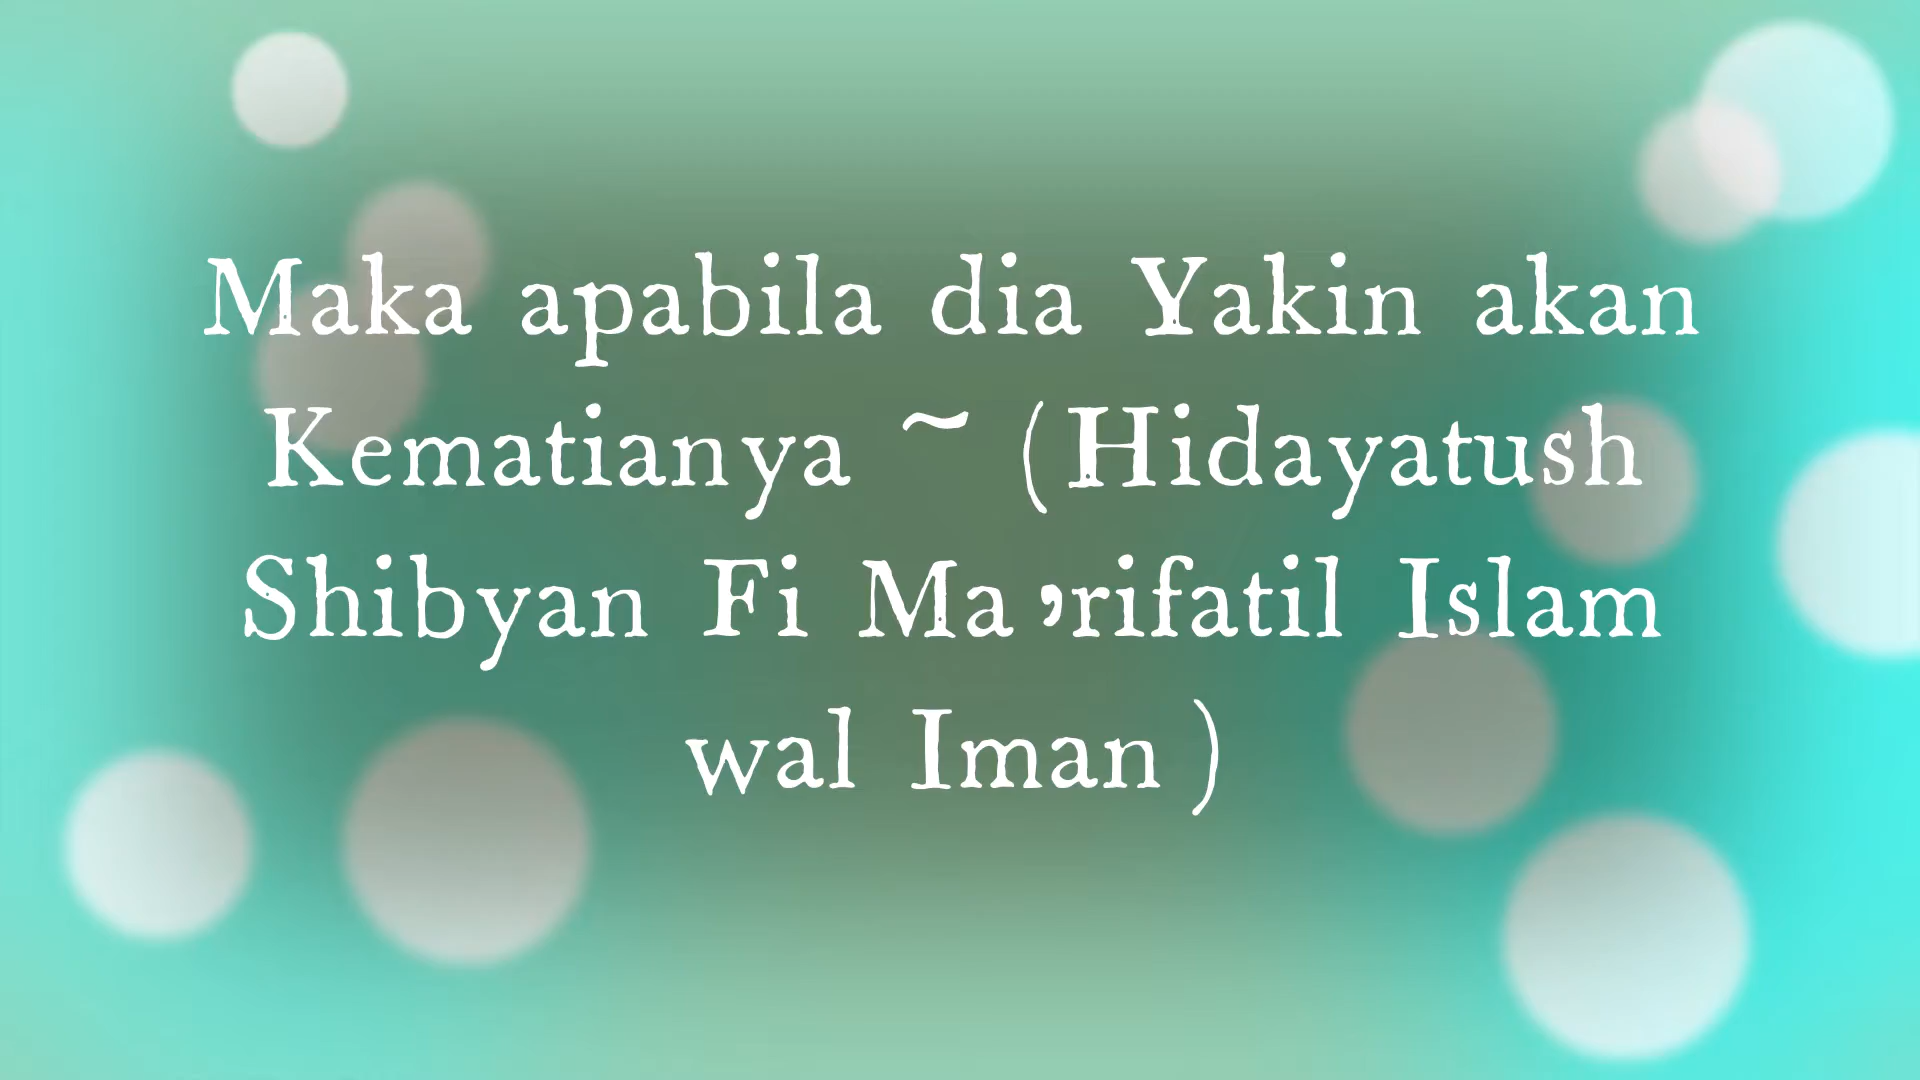 Maka apabila dia Yakin akan
Kematianya ~ (Hidayatush
Shibyan Fi Ma'rifatil Islam
wal Iman)